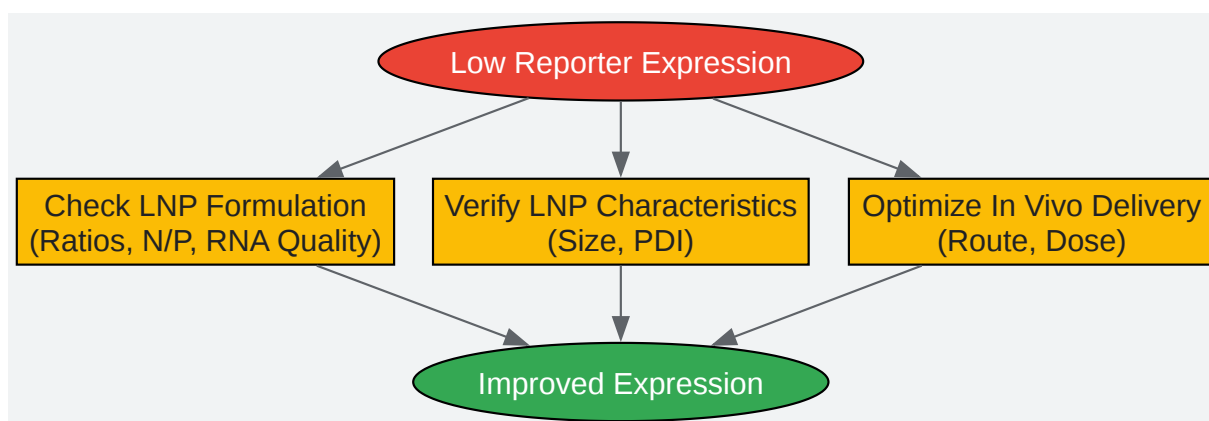 Low Reporter Expression
Check LNP Formulation
(Ratios, N/P, RNA Quality)
Verify LNP Characteristics
(Size, PDI)
Optimize In Vivo Delivery
(Route, Dose)
Improved Expression